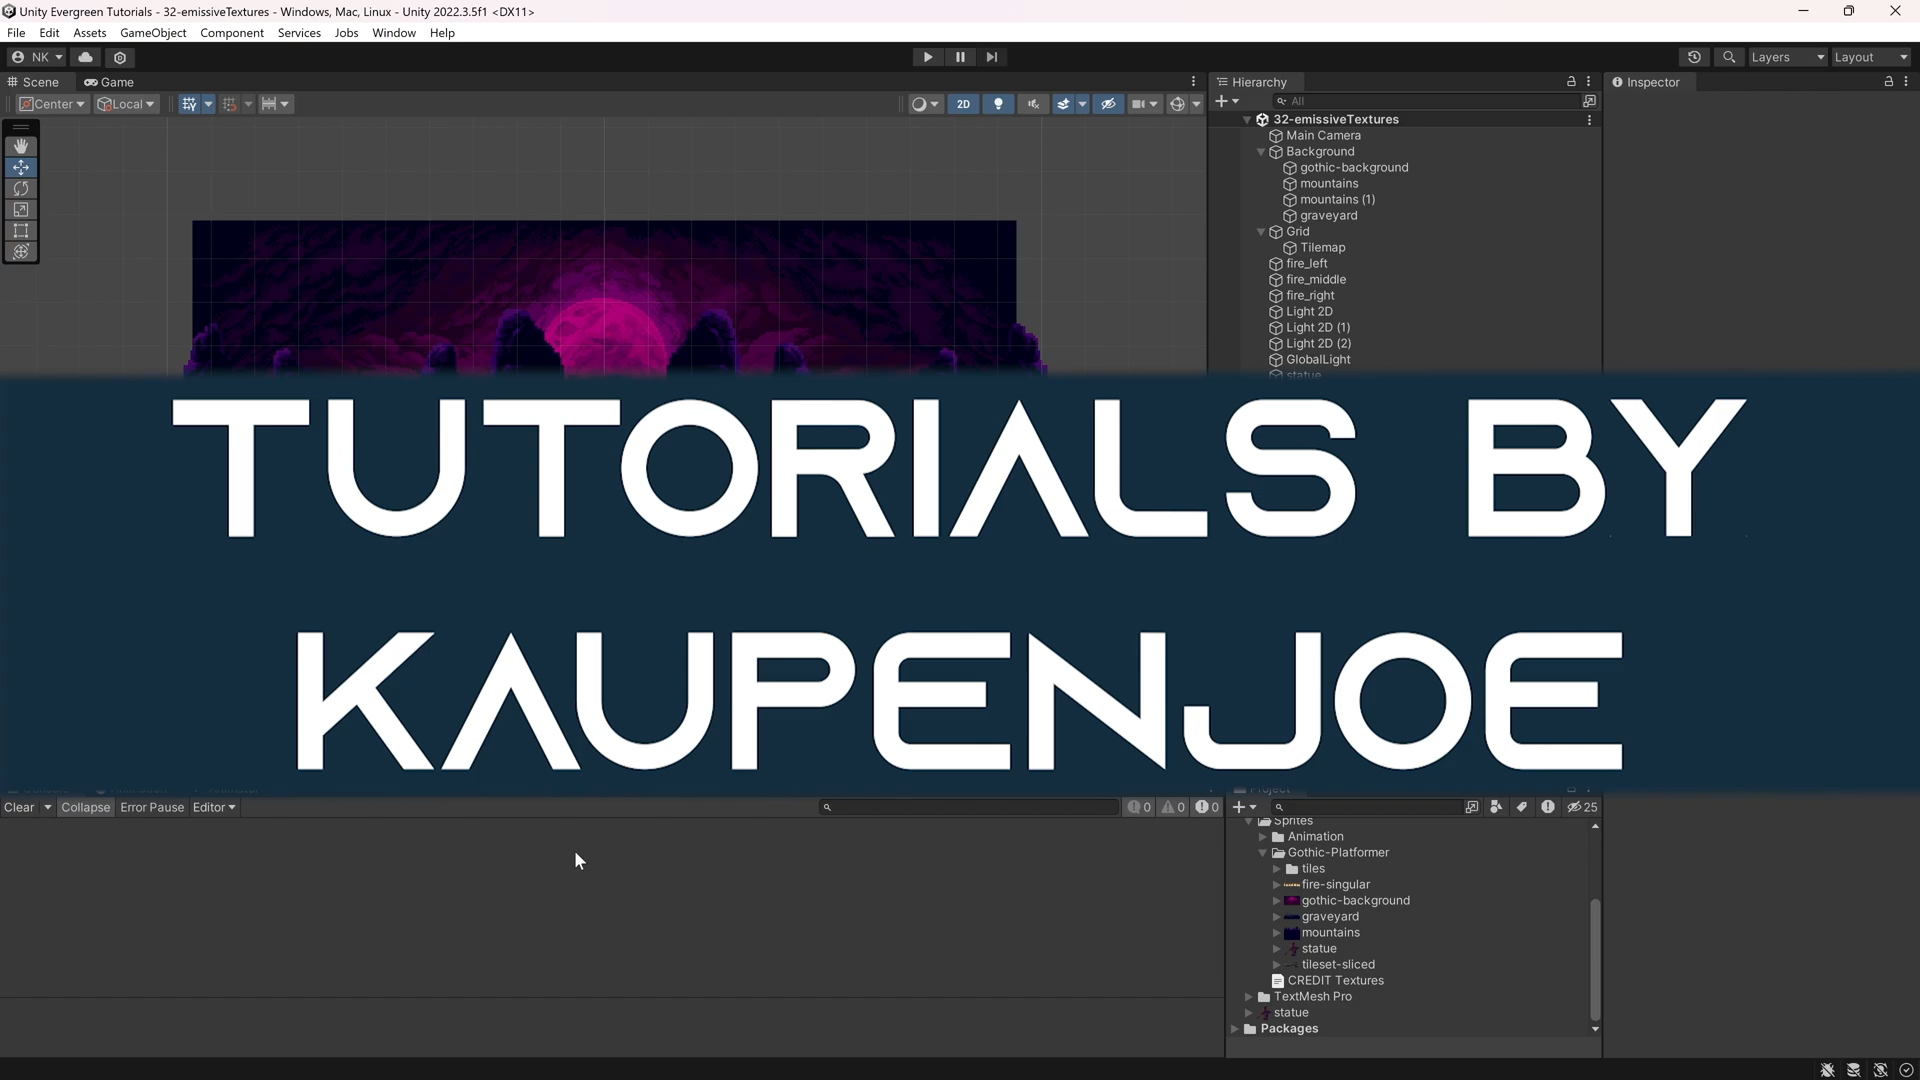 Unity Evergreen Tutorials - 32-emissiveTextures - Windows, Mac, Linux - Unity 2022.3.5f1 <DX11>
File Edit Assets GameObject Component Services Jobs Window Help
NK
Layers
Layout
Scene
Game
Hierarchy
Inspector
Center
Local
2D
All
32-emissiveTextures
Main Camera
Background
gothic-background
mountains
mountains (1)
graveyard
Grid
Tilemap
fire_left
fire_middle
fire_right
Light 2D
Light 2D (1)
Light 2D (2)
GlobalLight
statue
TUTORIALS BY
KAUPENJOE
Project
Clear Collapse Error Pause Editor
0 0 0
25
Sprites
Animation
Gothic-Platformer
tiles
fire-singular
gothic-background
graveyard
mountains
statue
tileset-sliced
CREDIT Textures
TextMesh Pro
statue
Packages